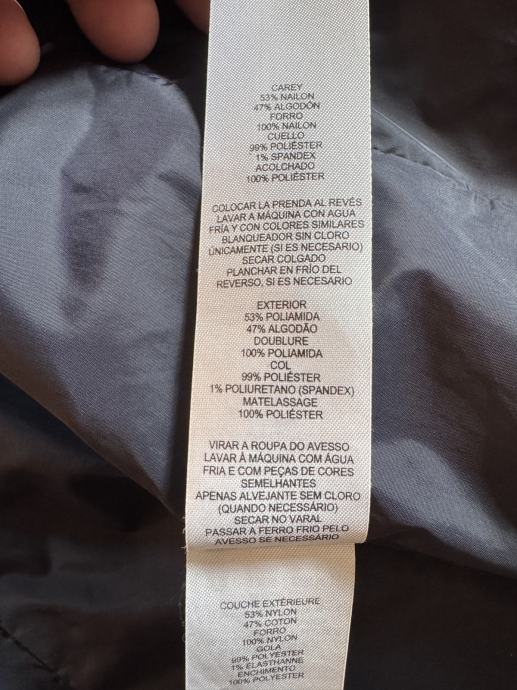 CAREY
53% NAILON
47% ALGODÓN
FORRO
100% NAILON
CUELLO
99% POLIÉSTER
1% SPANDEX
ACOLCHADO
100% POLIÉSTER
COLOCAR LA PRENDA AL REVÉS
LAVAR A MÁQUINA CON AGUA
FRÍA Y CON COLORES SIMILARES
BLANQUEADOR SIN CLORO
ÚNICAMENTE (SI ES NECESARIO)
SECAR COLGADO
PLANCHAR EN FRÍO DEL
REVERSO, SI ES NECESARIO
EXTERIOR
53% POLIAMIDA
47% ALGODÃO
DOUBLURE
100% POLIAMIDA
COL
99% POLIÉSTER
1% POLIURETANO (SPANDEX)
MATELASSAGE
100% POLIÉSTER
VIRAR A ROUPA DO AVESSO
LAVAR À MÁQUINA COM ÁGUA
FRIA E COM PEÇAS DE CORES
SEMELHANTES
APENAS ALVEJANTE SEM CLORO
(QUANDO NECESSÁRIO)
SECAR NO VARAL
PASSAR A FERRO FRIO PELO
AVESSO SE NECESSÁRIO
COUCHE EXTÉRIEURE
53% NYLON
47% COTON
FORRO
100% NYLON
GOLA
99% POLYESTER
1% ÉLASTHANNE
ENCHIMENTO
100% POLYESTER